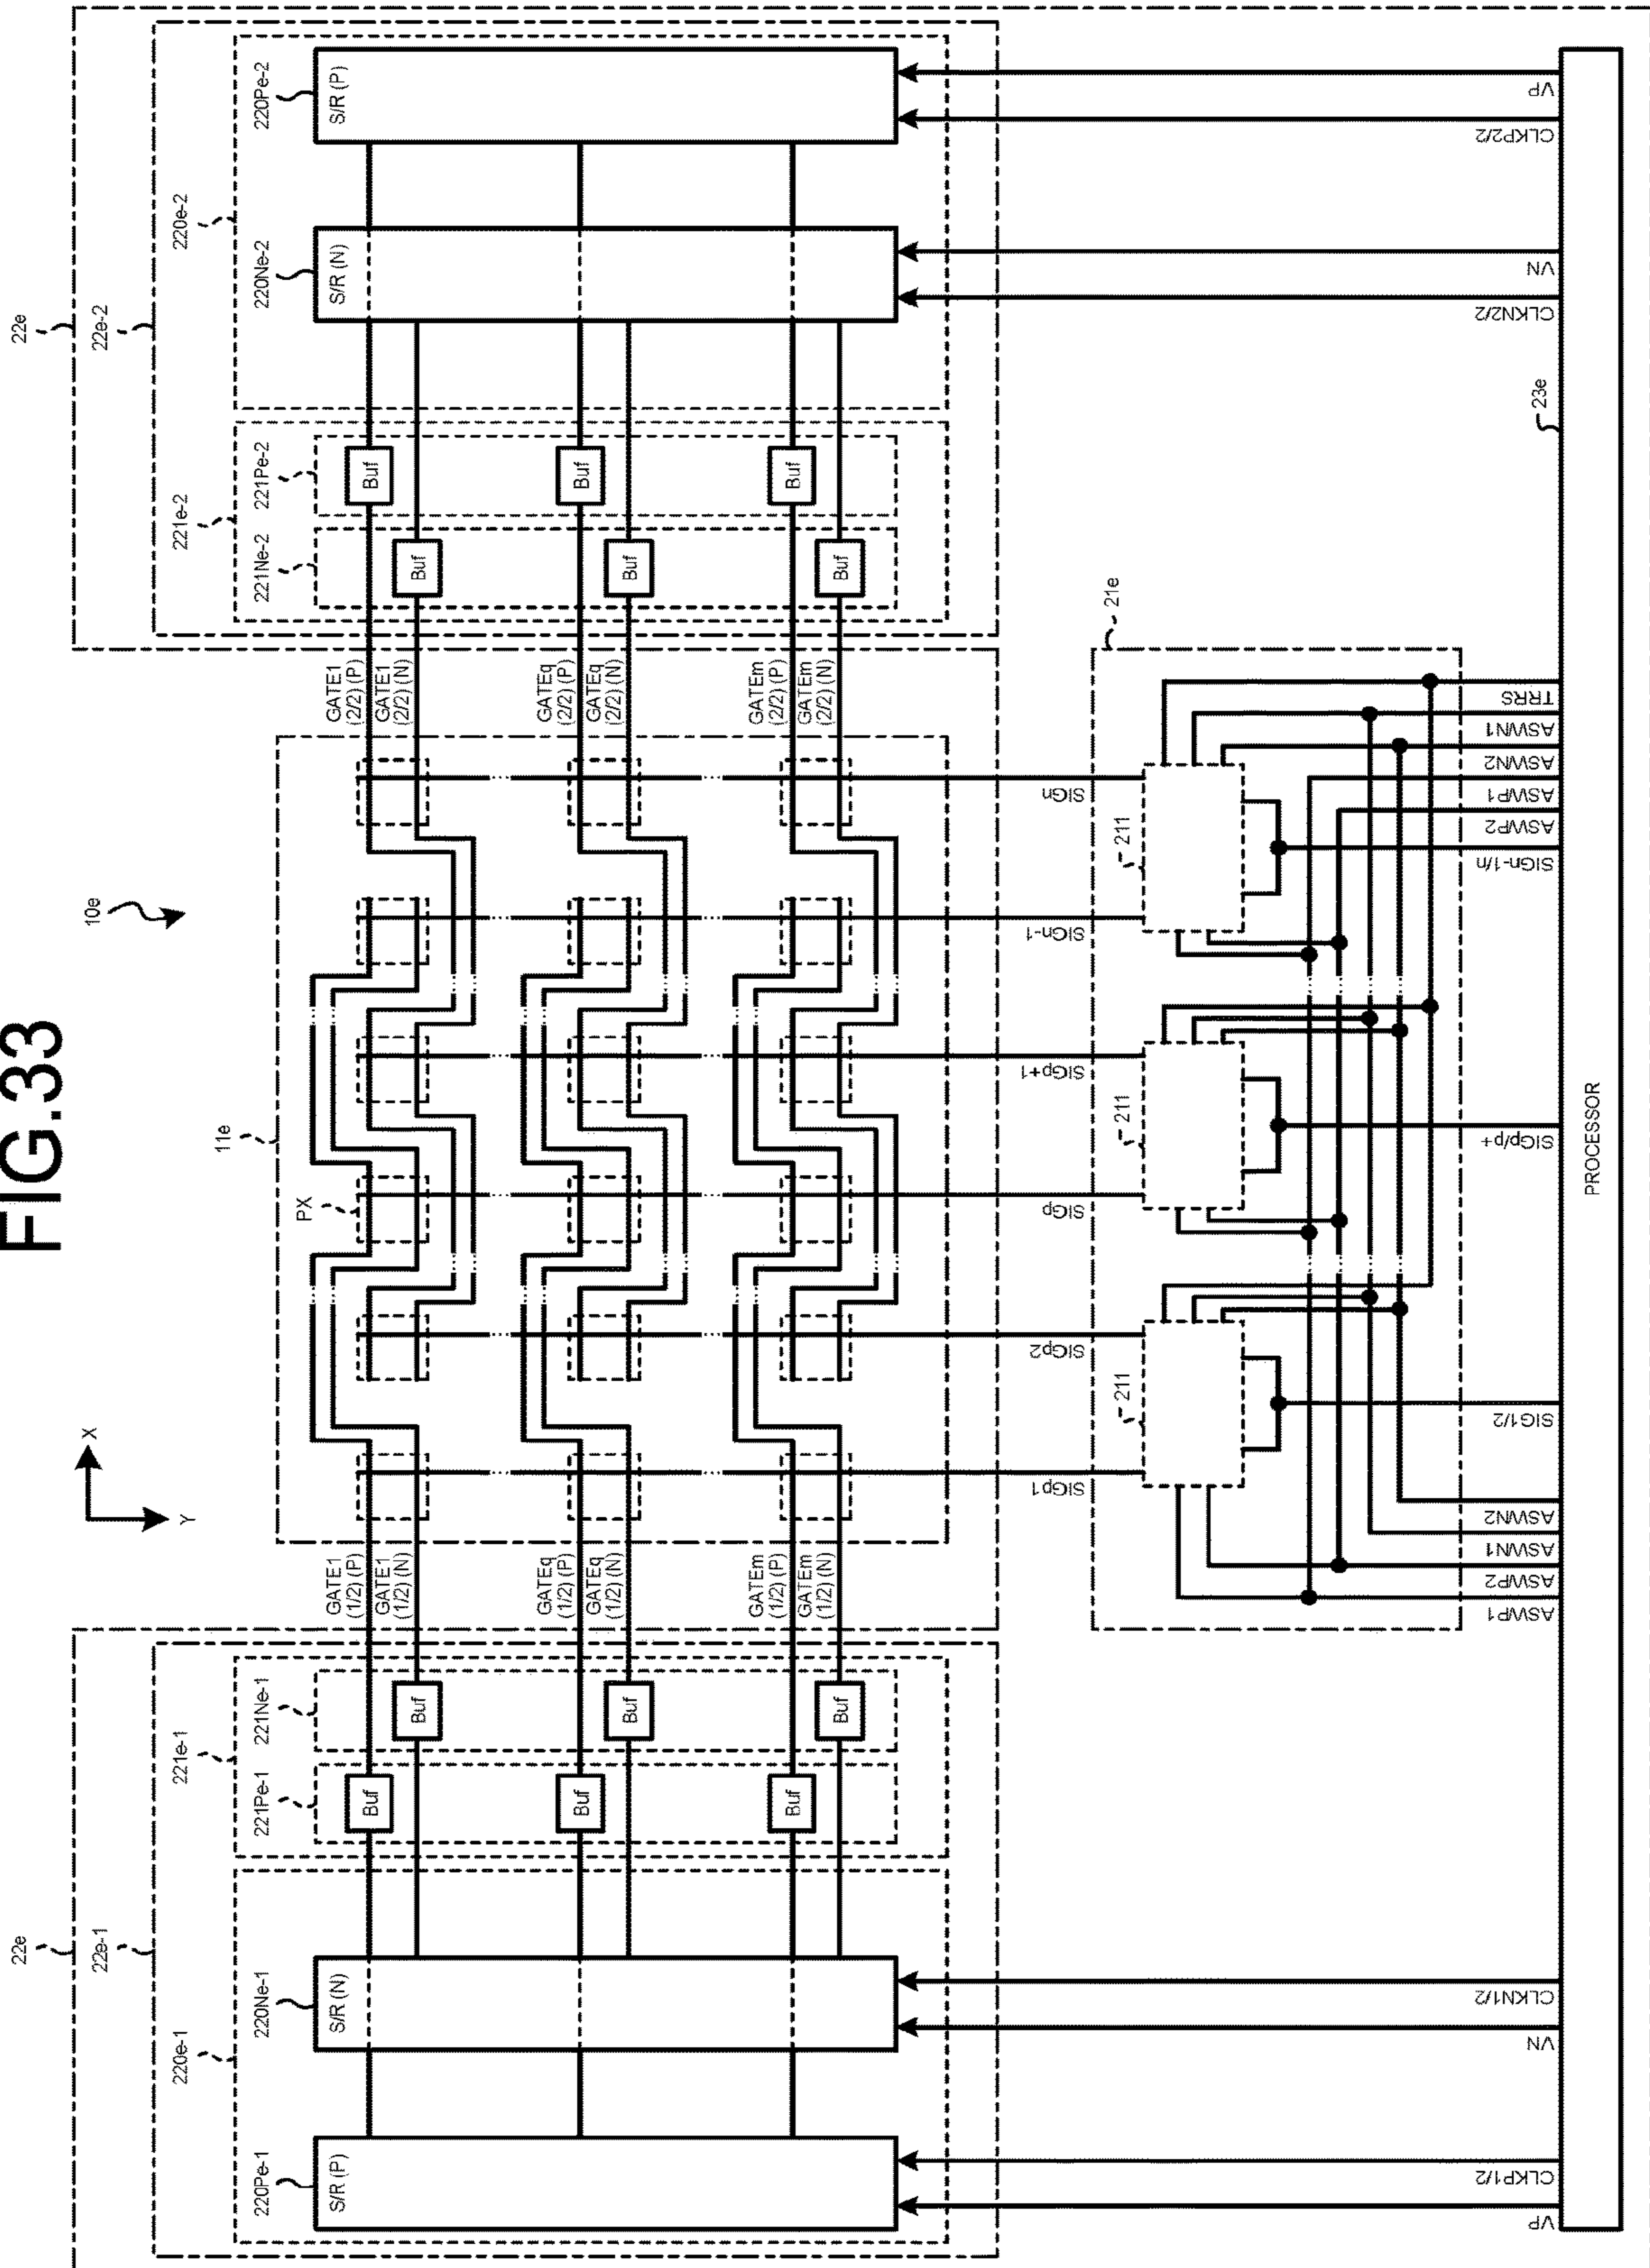 FIG.33
22e
22e
10e
X
Y
22e-1
22e-2
220e-1
221e-1
11e
221e-2
220e-2
220Pe-1
220Ne-1
221Pe-1
221Ne-1
PX
221Ne-2
221Pe-2
220Ne-2
220Pe-2
S/R (P)
S/R (N)
Buf
Buf
GATE1
(1/2) (P)
GATE1
(1/2) (N)
GATE1
(2/2) (P)
GATE1
(2/2) (N)
Buf
Buf
S/R (N)
S/R (P)
Buf
Buf
GATEq
(1/2) (P)
GATEq
(1/2) (N)
GATEq
(2/2) (P)
GATEq
(2/2) (N)
Buf
Buf
Buf
Buf
GATEm
(1/2) (P)
GATEm
(1/2) (N)
GATEm
(2/2) (P)
GATEm
(2/2) (N)
Buf
Buf
SIGp1
SIGp2
SIGp
SIGp+1
SIGn-1
SIGn
21e
211
211
211
23e
VP
CLKP1/2
VN
CLKN1/2
ASWP1
ASWP2
ASWN1
ASWN2
SIG1/2
SIGp/p+
SIGn-1/n
ASWP2
ASWP1
ASWN2
ASWN1
TRRS
CLKN2/2
VN
CLKP2/2
VP
PROCESSOR